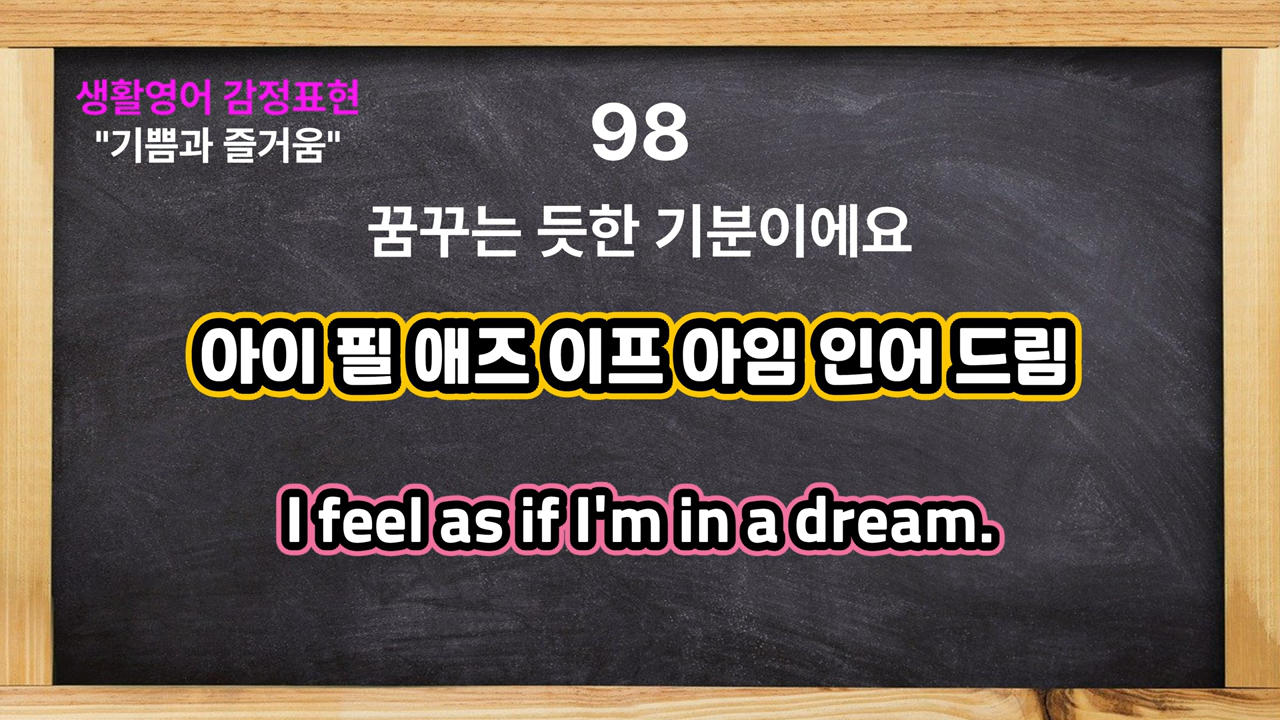 생활영어 감정표현
"기쁨과 즐거움"
98
꿈꾸는 듯한 기분이에요
아이 필 애즈 이프 아임 인어 드림
I feel as if I'm in a dream.